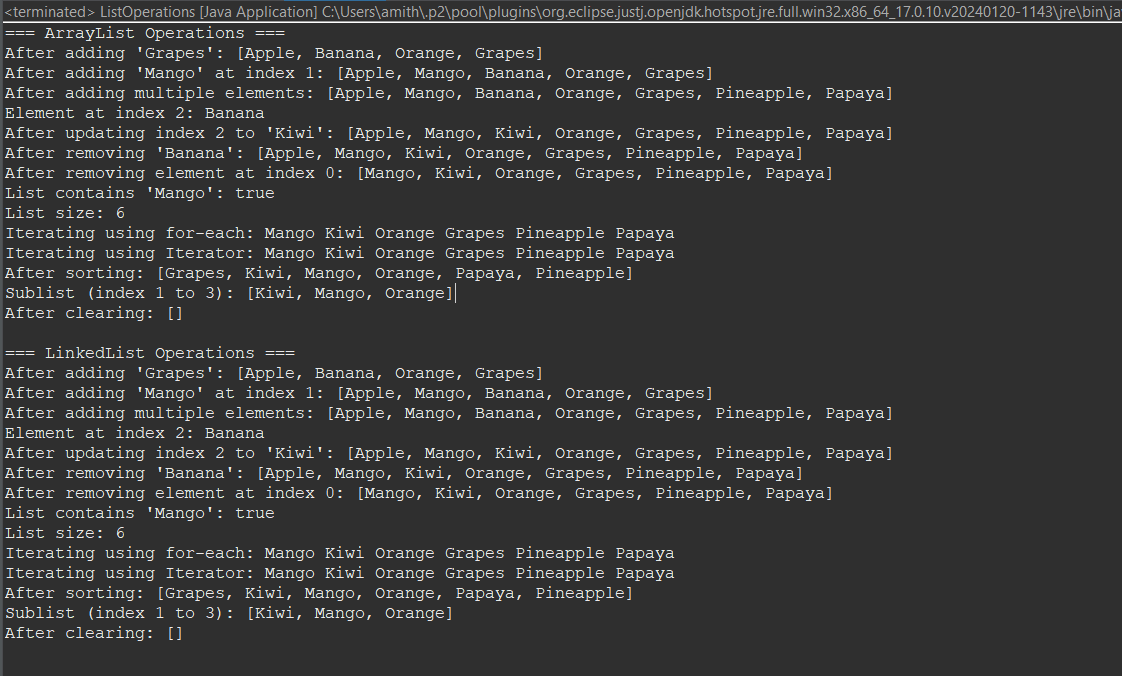 <terminated> ListOperations [Java Application] C:\Users\amith\.p2\pool\plugins\org.eclipse.justj.openjdk.hotspot.jre.full.win32.x86_64_17.0.10.v20240120-1143\jre\bin\ja
=== ArrayList Operations ===
After adding 'Grapes': [Apple, Banana, Orange, Grapes]
After adding 'Mango' at index 1: [Apple, Mango, Banana, Orange, Grapes]
After adding multiple elements: [Apple, Mango, Banana, Orange, Grapes, Pineapple, Papaya]
Element at index 2: Banana
After updating index 2 to 'Kiwi': [Apple, Mango, Kiwi, Orange, Grapes, Pineapple, Papaya]
After removing 'Banana': [Apple, Mango, Kiwi, Orange, Grapes, Pineapple, Papaya]
After removing element at index 0: [Mango, Kiwi, Orange, Grapes, Pineapple, Papaya]
List contains 'Mango': true
List size: 6
Iterating using for-each: Mango Kiwi Orange Grapes Pineapple Papaya
Iterating using Iterator: Mango Kiwi Orange Grapes Pineapple Papaya
After sorting: [Grapes, Kiwi, Mango, Orange, Papaya, Pineapple]
Sublist (index 1 to 3): [Kiwi, Mango, Orange]
After clearing: []
=== LinkedList Operations ===
After adding 'Grapes': [Apple, Banana, Orange, Grapes]
After adding 'Mango' at index 1: [Apple, Mango, Banana, Orange, Grapes]
After adding multiple elements: [Apple, Mango, Banana, Orange, Grapes, Pineapple, Papaya]
Element at index 2: Banana
After updating index 2 to 'Kiwi': [Apple, Mango, Kiwi, Orange, Grapes, Pineapple, Papaya]
After removing 'Banana': [Apple, Mango, Kiwi, Orange, Grapes, Pineapple, Papaya]
After removing element at index 0: [Mango, Kiwi, Orange, Grapes, Pineapple, Papaya]
List contains 'Mango': true
List size: 6
Iterating using for-each: Mango Kiwi Orange Grapes Pineapple Papaya
Iterating using Iterator: Mango Kiwi Orange Grapes Pineapple Papaya
After sorting: [Grapes, Kiwi, Mango, Orange, Papaya, Pineapple]
Sublist (index 1 to 3): [Kiwi, Mango, Orange]
After clearing: []